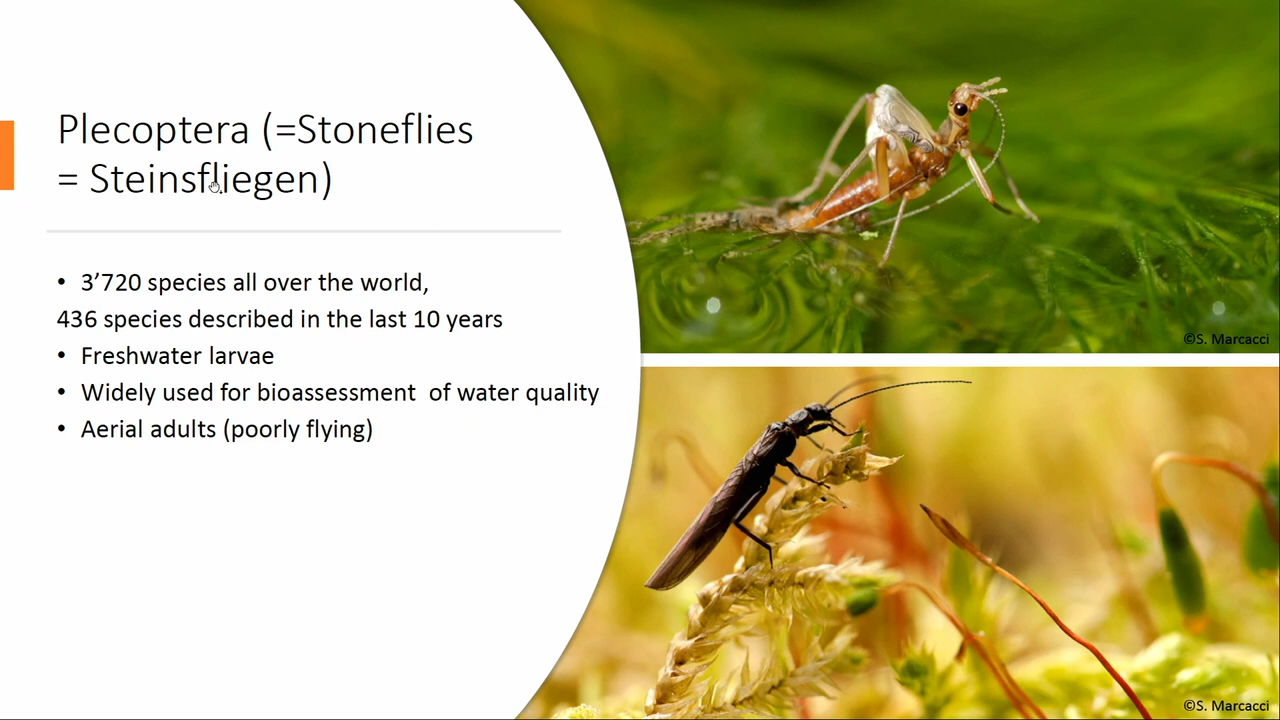 Plecoptera (=Stoneflies
= Steinsfliegen)
• 3’720 species all over the world,
436 species described in the last 10 years
• Freshwater larvae
• Widely used for bioassessment  of water quality
• Aerial adults (poorly flying)
©S. Marcacci
©S. Marcacci